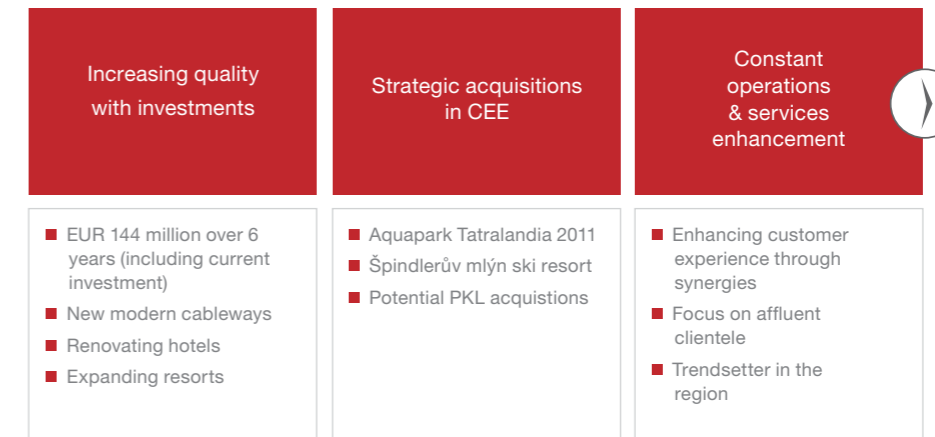 Increasing quality
with investments
EUR 144 million over 6
years (including current
investment)
New modern cableways
Renovating hotels
Expanding resorts
Strategic acquisitions
in CEE
Aquapark Tatralandia 2011
Špindlerův mlýn ski resort
Potential PKL acquistions
Constant
operations
& services
enhancement
Enhancing customer
experience through
synergies
Focus on affluent
clientele
Trendsetter in the
region